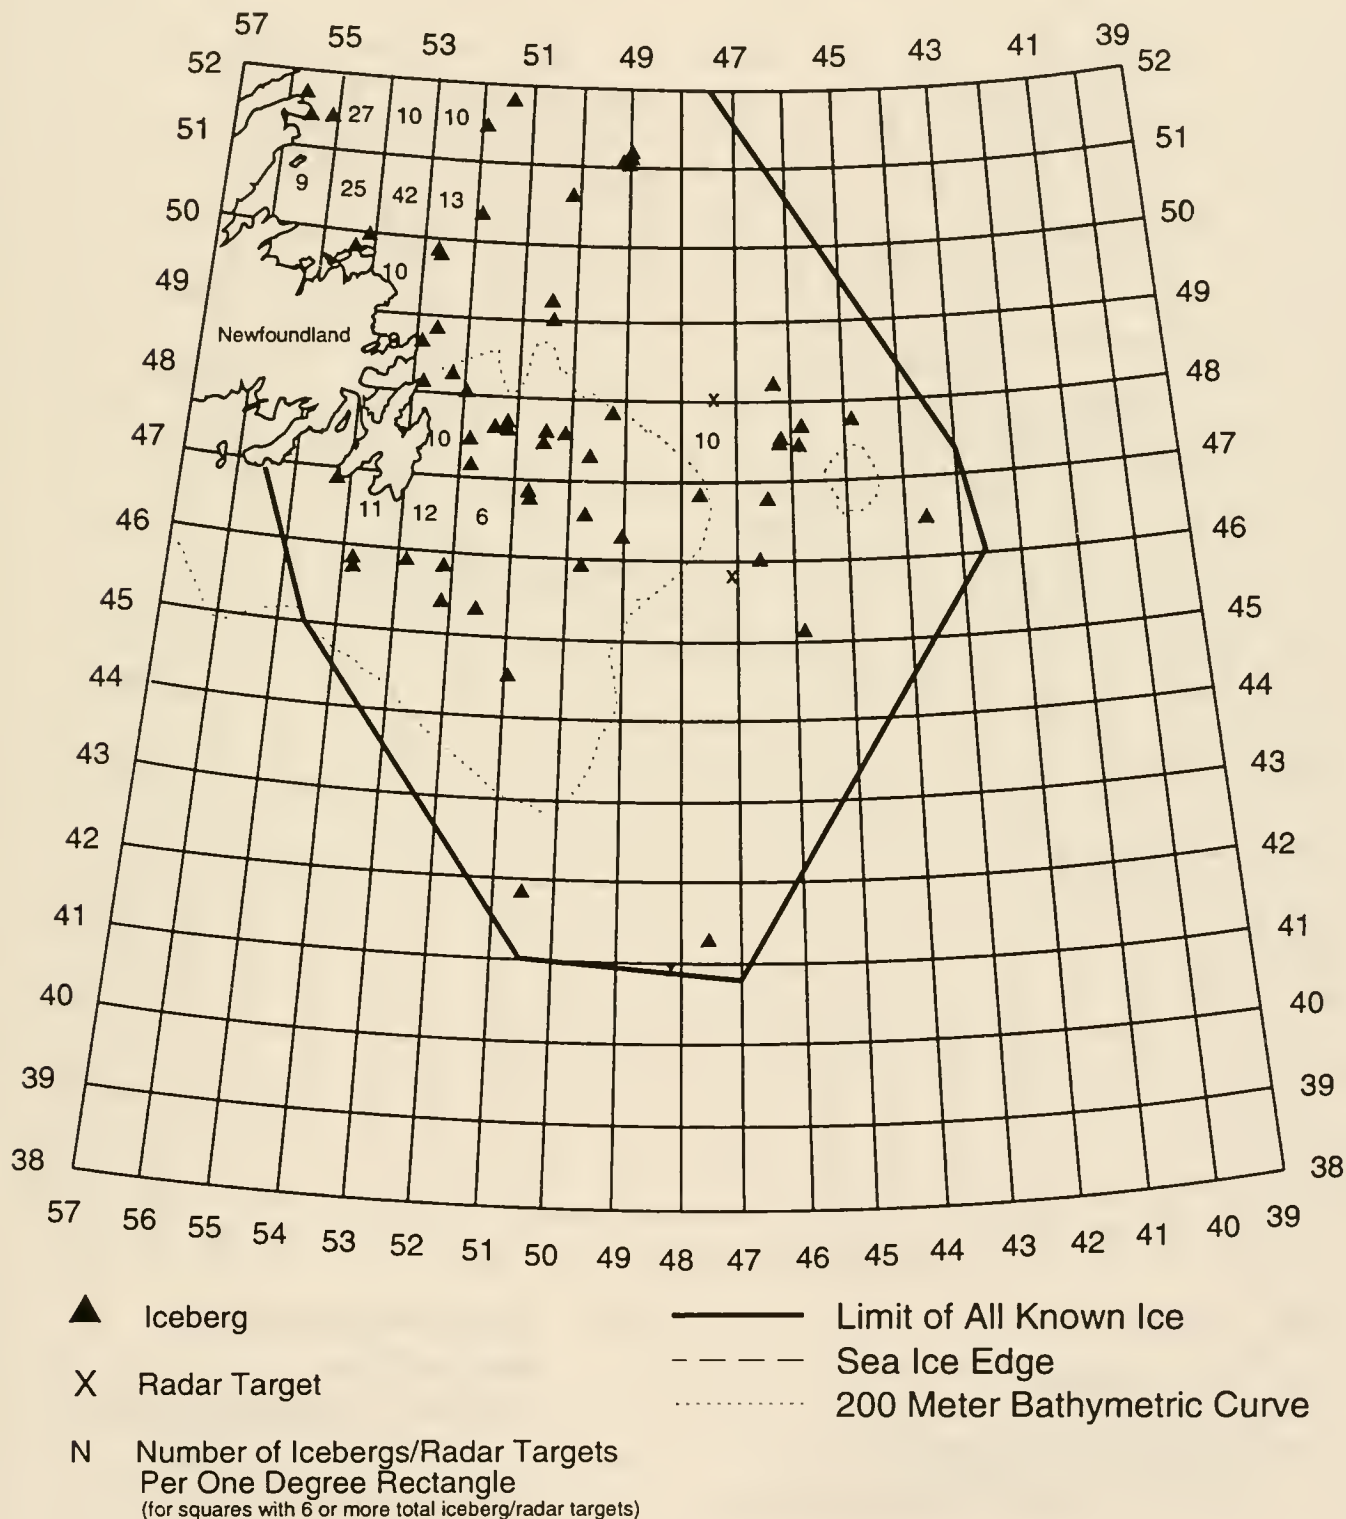 57 55 53 51 49 47 45 43 41 39
52 52
27 10 10
51 51
9 25 42 13
50 50
10
49 49
Newfoundland
48 48
x
10 10
47 47
11 12 6
46 46
x
45 45
44 44
43 43
42 42
41 41
40 40
39 39
38 38
57 56 55 54 53 52 51 50 49 48 47 46 45 44 43 42 41 40 39
Iceberg
X Radar Target
N Number of Icebergs/Radar Targets
Per One Degree Rectangle
(for squares with 6 or more total iceberg/radar targets)
Limit of All Known Ice
Sea Ice Edge
200 Meter Bathymetric Curve